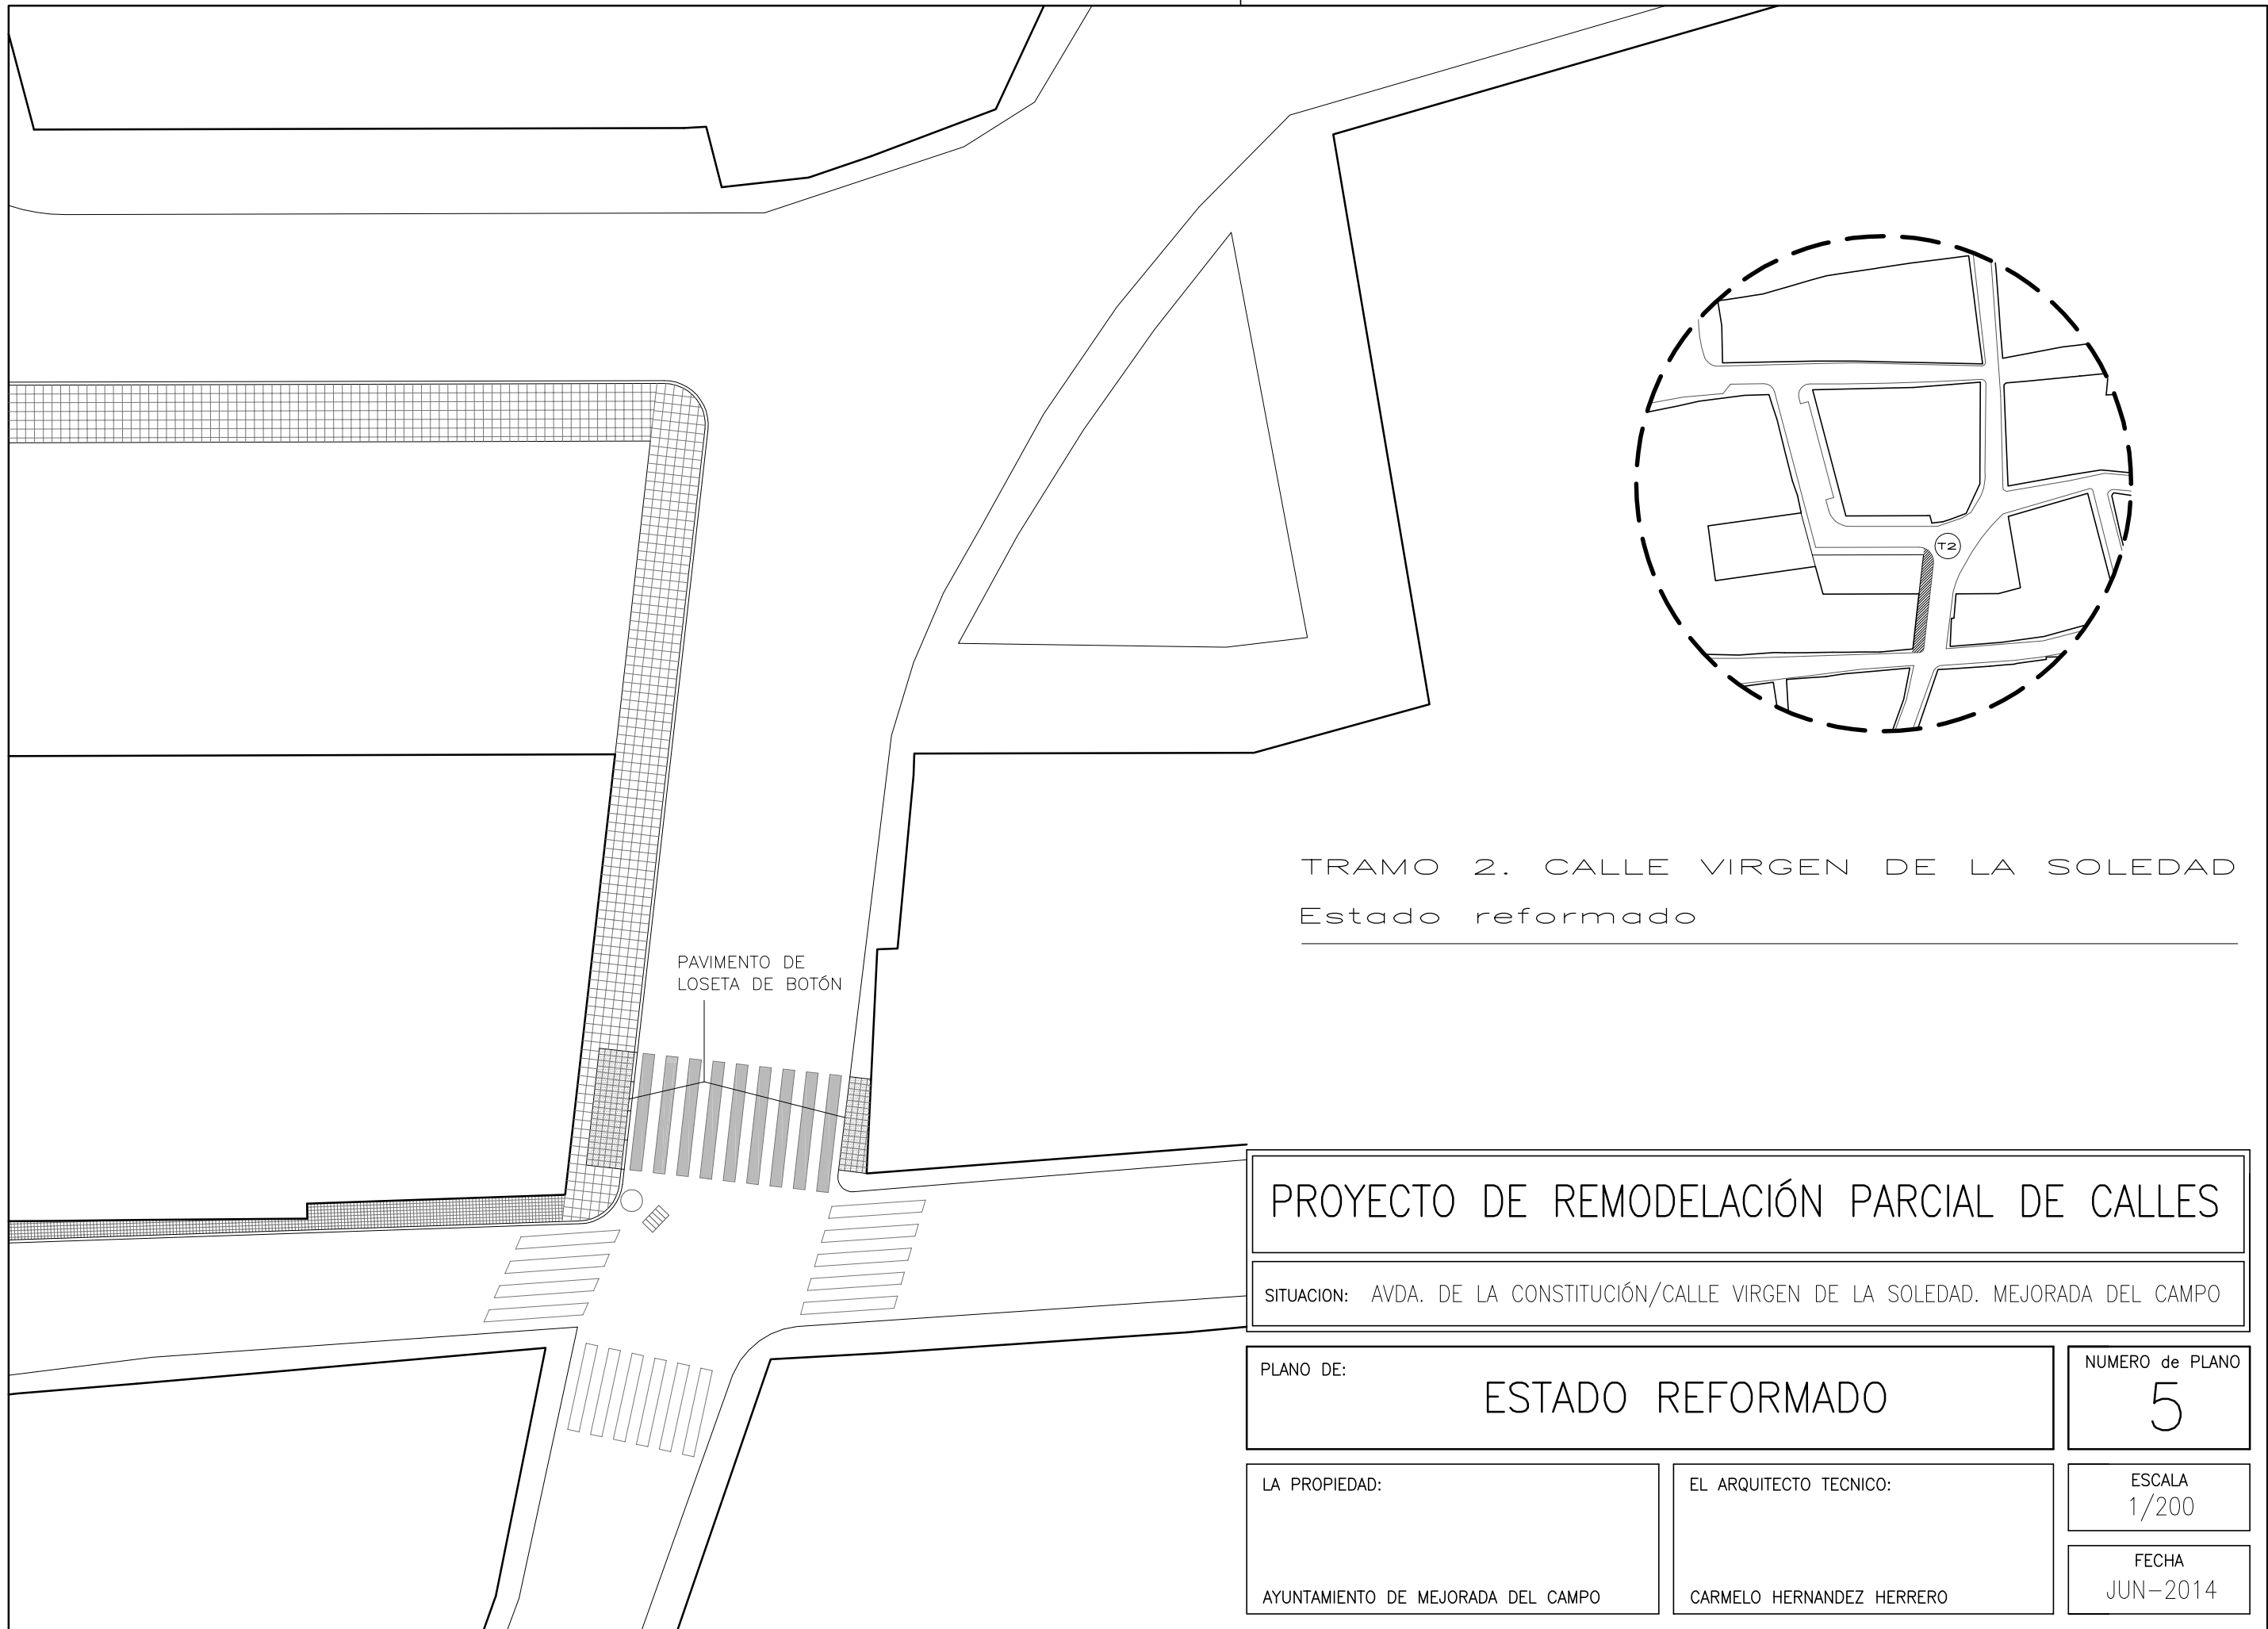 T2
TRAMO 2. CALLE VIRGEN DE LA SOLEDAD
Estado reformado
PAVIMENTO DE
LOSETA DE BOTÓN
PROYECTO DE REMODELACIÓN PARCIAL DE CALLES
SITUACION: AVDA. DE LA CONSTITUCIÓN/CALLE VIRGEN DE LA SOLEDAD. MEJORADA DEL CAMPO
PLANO DE:
ESTADO REFORMADO
NUMERO de PLANO
5
LA PROPIEDAD:
AYUNTAMIENTO DE MEJORADA DEL CAMPO
EL ARQUITECTO TECNICO:
CARMELO HERNANDEZ HERRERO
ESCALA
1/200
FECHA
JUN-2014